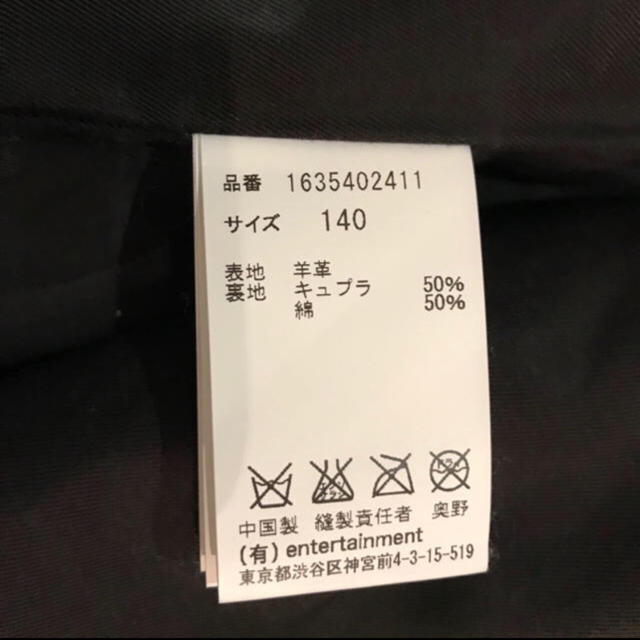 品番 1635402411
サイズ 140
表地 羊革
裏地 キュプラ 50%
綿 50%
中国製 縫製責任者 奥野
(有) entertainment
東京都渋谷区神宮前4-3-15-519